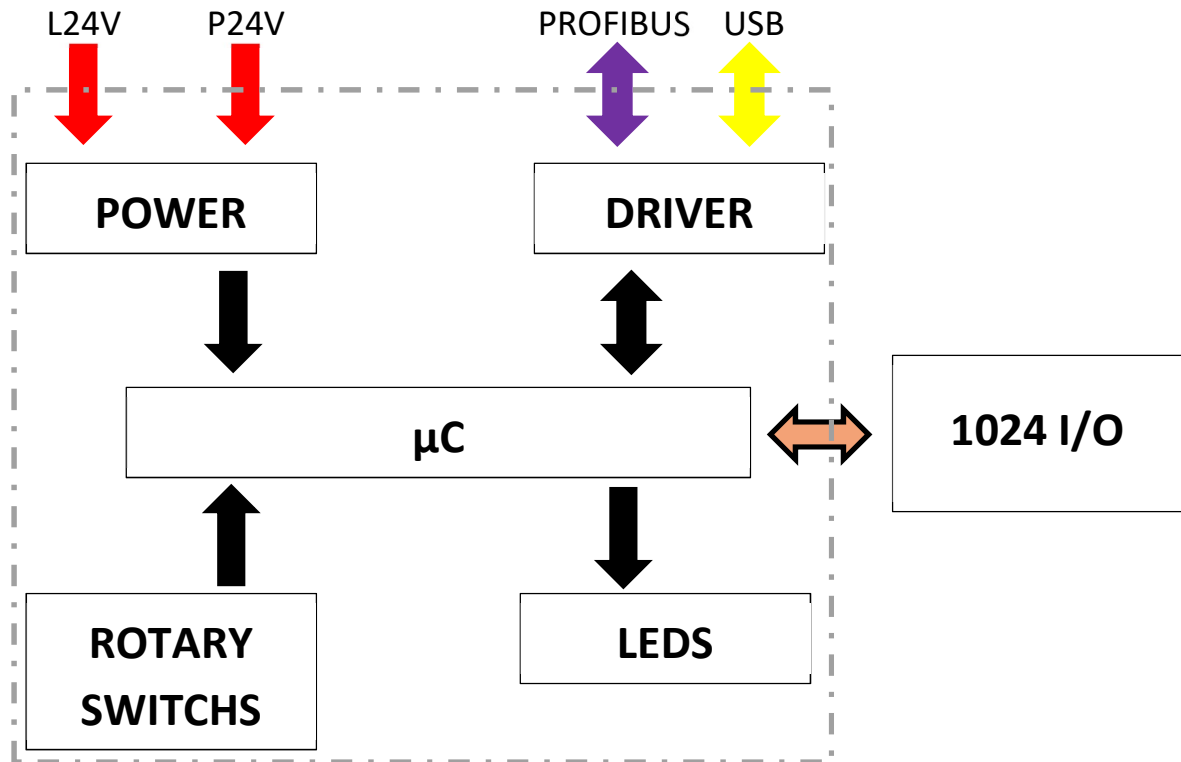 L24V P24V PROFIBUS USB
POWER
DRIVER
µC
1024 I/O
ROTARY
SWITCHS
LEDS